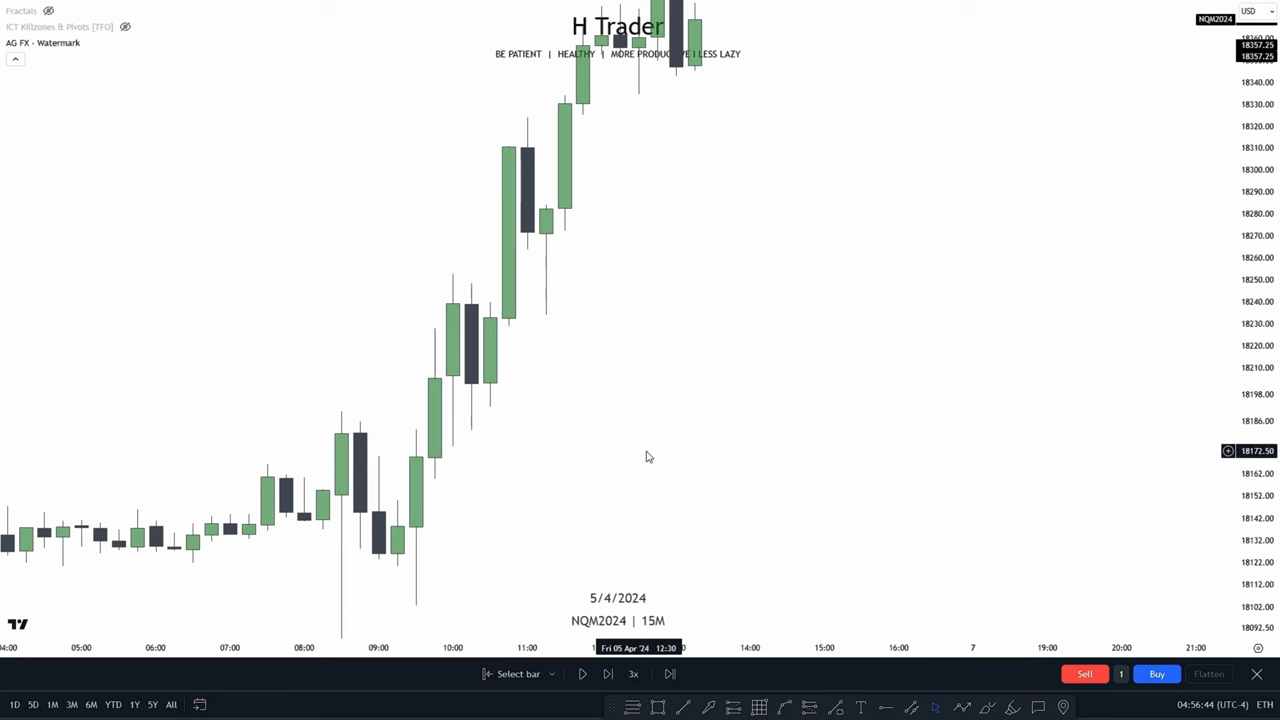 Fractals
ICT Killzones & Pivots [TFO]
AG FX - Watermark
H Trader
BE PATIENT | HEALTHY | MORE PRODUCTIVE | LESS LAZY
USD
NQM2024
18357.25
18357.25
18340.00
18330.00
18320.00
18310.00
18300.00
18290.00
18280.00
18270.00
18260.00
18250.00
18240.00
18230.00
18220.00
18210.00
18198.00
18186.00
18172.50
18162.00
18152.00
18142.00
18132.00
18122.00
18112.00
18102.00
18092.50
5/4/2024
NQM2024 | 15M
04:00 05:00 06:00 07:00 08:00 09:00 10:00 11:00 Fri 05 Apr '24 12:30 14:00 15:00 16:00 7 19:00 20:00 21:00
Select bar 3x Sell 1 Buy Flatten
1D 5D 1M 3M 6M YTD 1Y 5Y All 04:56:44 (UTC-4) ETH